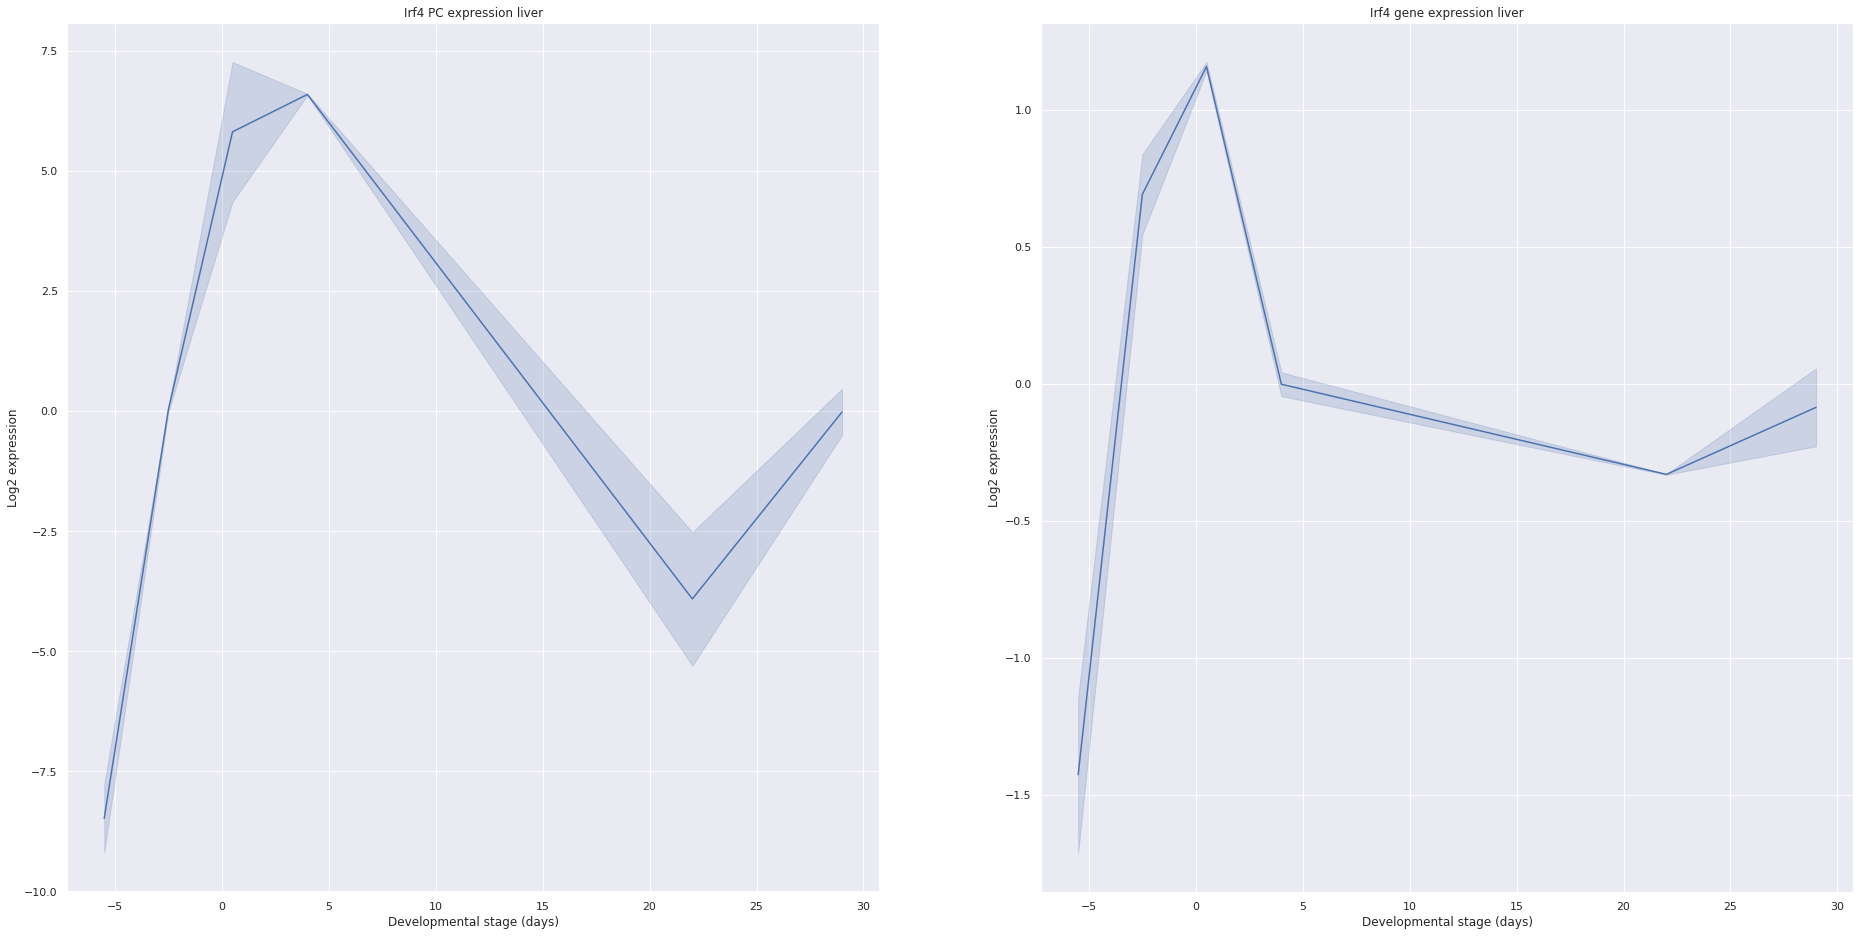 Irf4 PC expression liver
7.5
5.0
2.5
0.0
−2.5
−5.0
−7.5
−10.0
Log2 expression
−5 0 5 10 15 20 25 30
Developmental stage (days)
Irf4 gene expression liver
1.0
0.5
0.0
−0.5
−1.0
−1.5
Log2 expression
−5 0 5 10 15 20 25 30
Developmental stage (days)